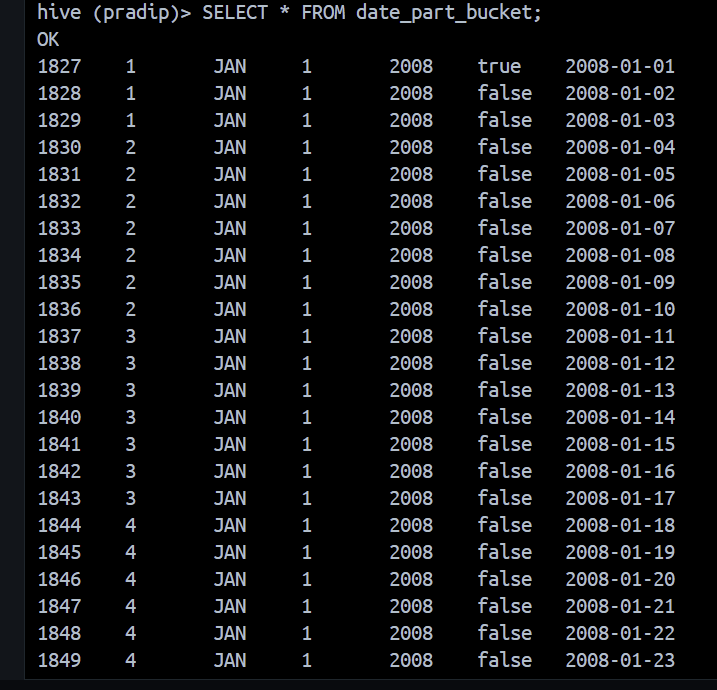 hive (pradip)> SELECT * FROM date_part_bucket;
OK
1827 1 JAN 1 2008 true 2008-01-01
1828 1 JAN 1 2008 false 2008-01-02
1829 1 JAN 1 2008 false 2008-01-03
1830 2 JAN 1 2008 false 2008-01-04
1831 2 JAN 1 2008 false 2008-01-05
1832 2 JAN 1 2008 false 2008-01-06
1833 2 JAN 1 2008 false 2008-01-07
1834 2 JAN 1 2008 false 2008-01-08
1835 2 JAN 1 2008 false 2008-01-09
1836 2 JAN 1 2008 false 2008-01-10
1837 3 JAN 1 2008 false 2008-01-11
1838 3 JAN 1 2008 false 2008-01-12
1839 3 JAN 1 2008 false 2008-01-13
1840 3 JAN 1 2008 false 2008-01-14
1841 3 JAN 1 2008 false 2008-01-15
1842 3 JAN 1 2008 false 2008-01-16
1843 3 JAN 1 2008 false 2008-01-17
1844 4 JAN 1 2008 false 2008-01-18
1845 4 JAN 1 2008 false 2008-01-19
1846 4 JAN 1 2008 false 2008-01-20
1847 4 JAN 1 2008 false 2008-01-21
1848 4 JAN 1 2008 false 2008-01-22
1849 4 JAN 1 2008 false 2008-01-23